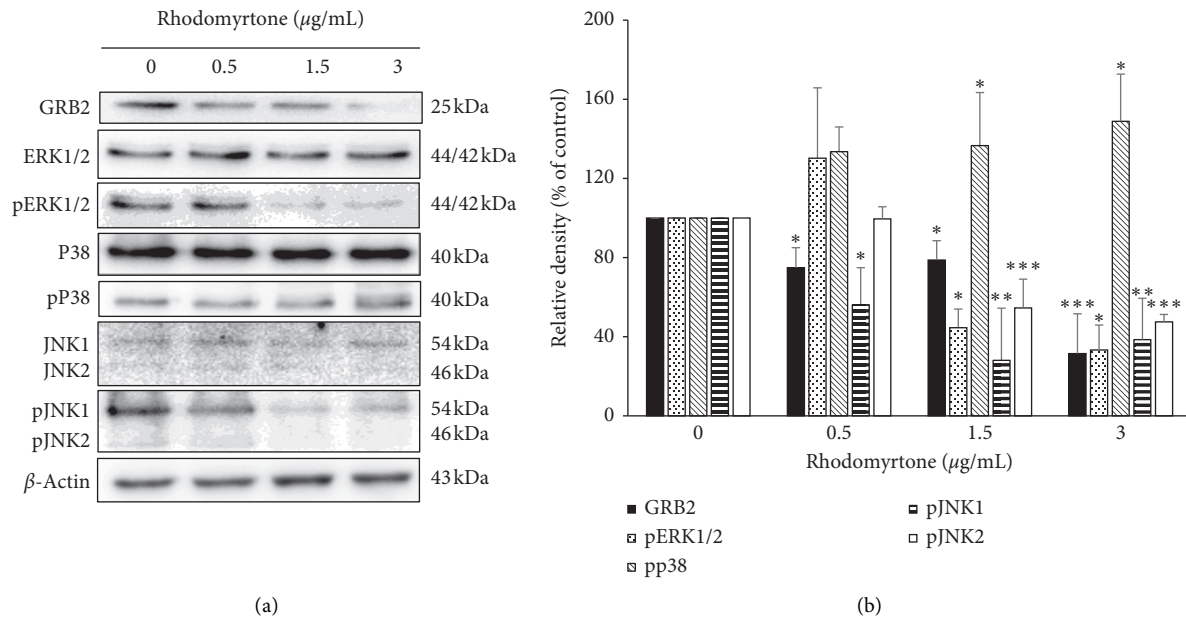 Rhodomyrtone (μg/mL)
0 0.5 1.5 3
GRB2 25 kDa
ERK1/2 44/42 kDa
pERK1/2 44/42 kDa
P38 40 kDa
pP38 40 kDa
JNK1 54 kDa
JNK2 46 kDa
pJNK1 54 kDa
pJNK2 46 kDa
β-Actin 43 kDa
(a)
Relative density (% of control)
200
160
120
80
40
0
* * * * * ** *** *** * * ** ***
0 0.5 1.5 3
Rhodomyrtone (μg/mL)
GRB2
pERK1/2
pp38
pJNK1
pJNK2
(b)